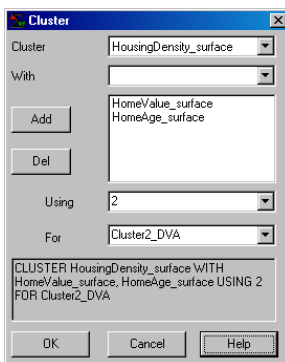 Cluster
Cluster HousingDensity_surface
With
HomeValue_surface
HomeAge_surface
Add
Del
Using 2
For Cluster2_DVA
CLUSTER HousingDensity_surface WITH
HomeValue_surface, HomeAge_surface USING 2
FOR Cluster2_DVA
OK Cancel Help